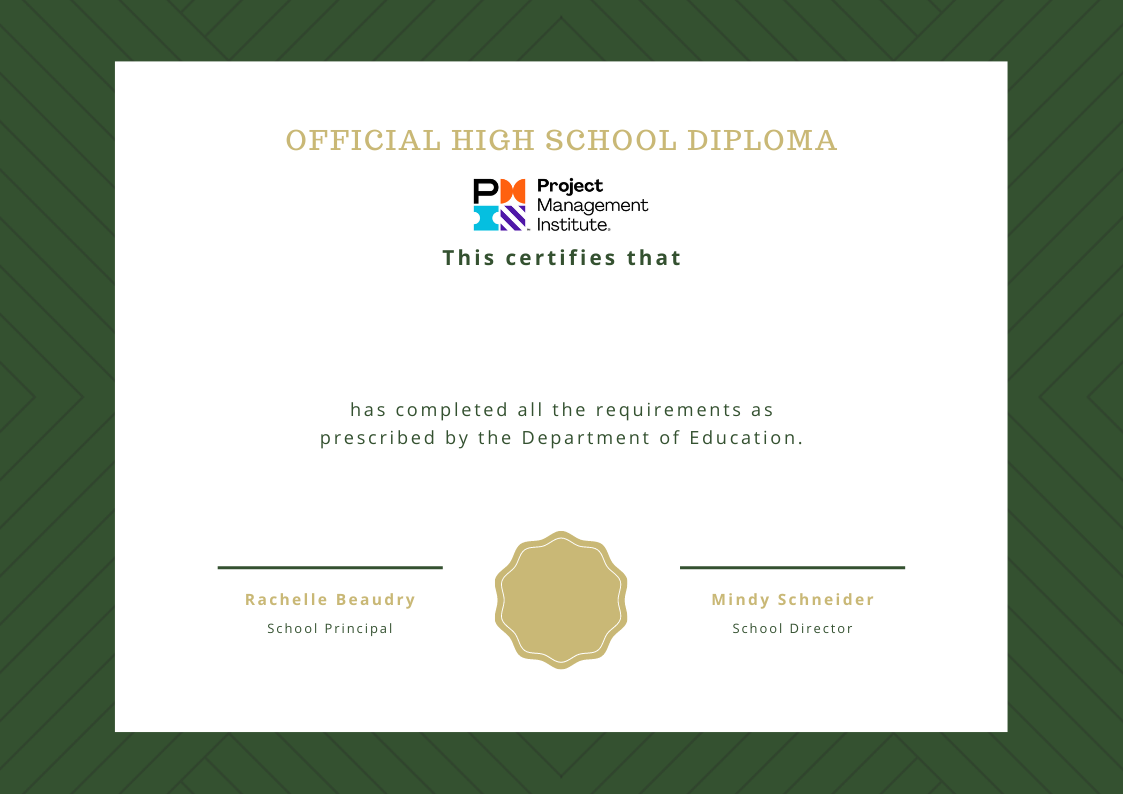 OFFICIAL HIGH SCHOOL DIPLOMA
Project
Management
Institute.
This certifies that
has completed all the requirements as
prescribed by the Department of Education.
Rachelle Beaudry
School Principal
Mindy Schneider
School Director